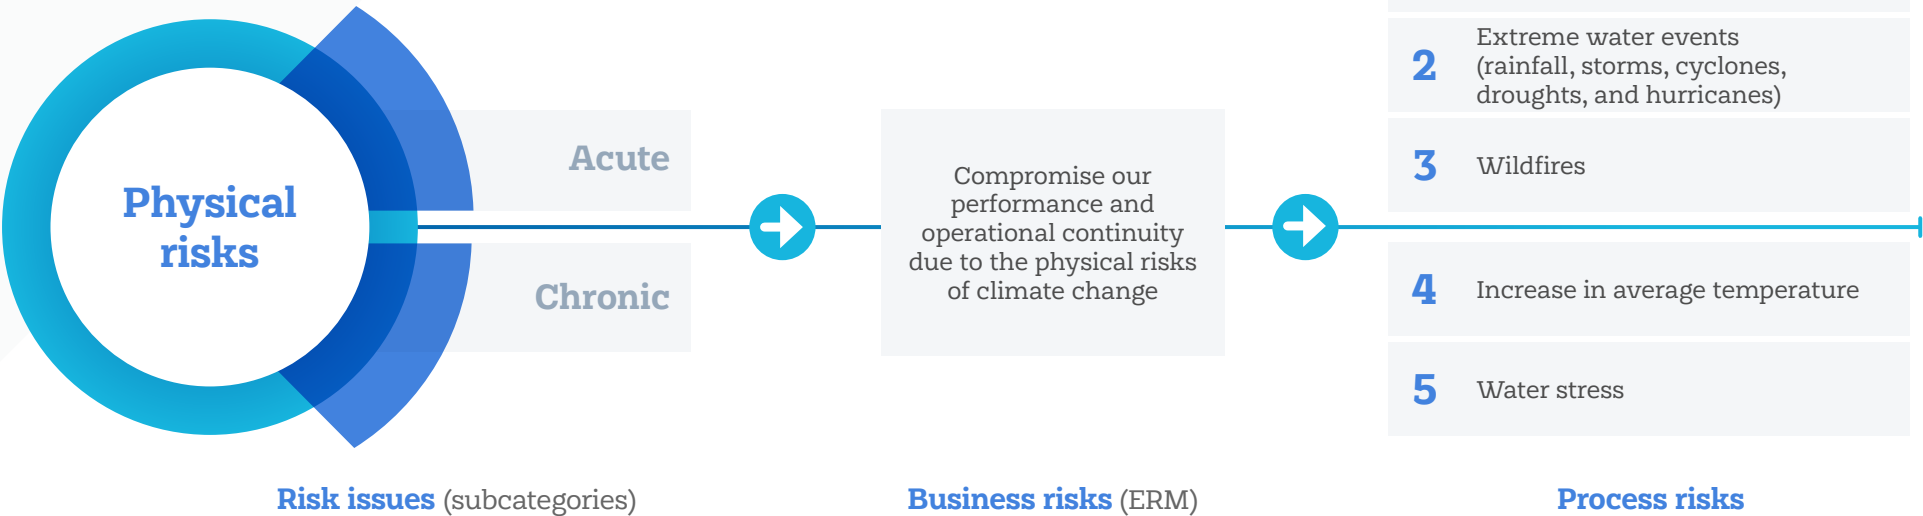 Physical
risks
Acute
Chronic
Compromise our
performance and
operational continuity
due to the physical risks
of climate change
2
Extreme water events
(rainfall, storms, cyclones,
droughts, and hurricanes)
3
Wildfires
4
Increase in average temperature
5
Water stress
Risk issues (subcategories)
Business risks (ERM)
Process risks